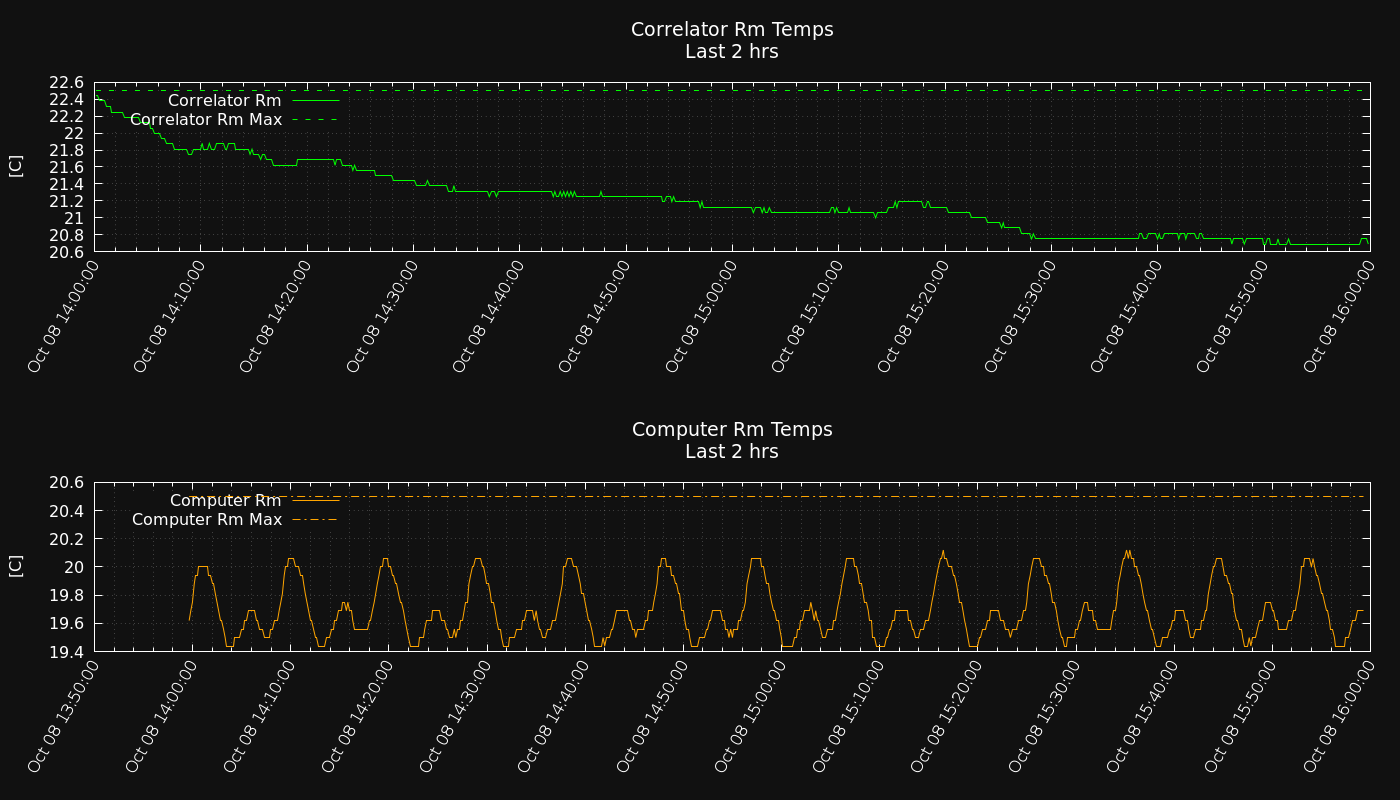 Correlator Rm Temps
Last 2 hrs
22.6
22.4
22.2
22
21.8
21.6
21.4
21.2
21
20.8
20.6
[C]
Correlator Rm
Correlator Rm Max
Oct 08 14:00:00
Oct 08 14:10:00
Oct 08 14:20:00
Oct 08 14:30:00
Oct 08 14:40:00
Oct 08 14:50:00
Oct 08 15:00:00
Oct 08 15:10:00
Oct 08 15:20:00
Oct 08 15:30:00
Oct 08 15:40:00
Oct 08 15:50:00
Oct 08 16:00:00
Computer Rm Temps
Last 2 hrs
20.6
20.4
20.2
20
19.8
19.6
19.4
[C]
Computer Rm
Computer Rm Max
Oct 08 13:50:00
Oct 08 14:00:00
Oct 08 14:10:00
Oct 08 14:20:00
Oct 08 14:30:00
Oct 08 14:40:00
Oct 08 14:50:00
Oct 08 15:00:00
Oct 08 15:10:00
Oct 08 15:20:00
Oct 08 15:30:00
Oct 08 15:40:00
Oct 08 15:50:00
Oct 08 16:00:00